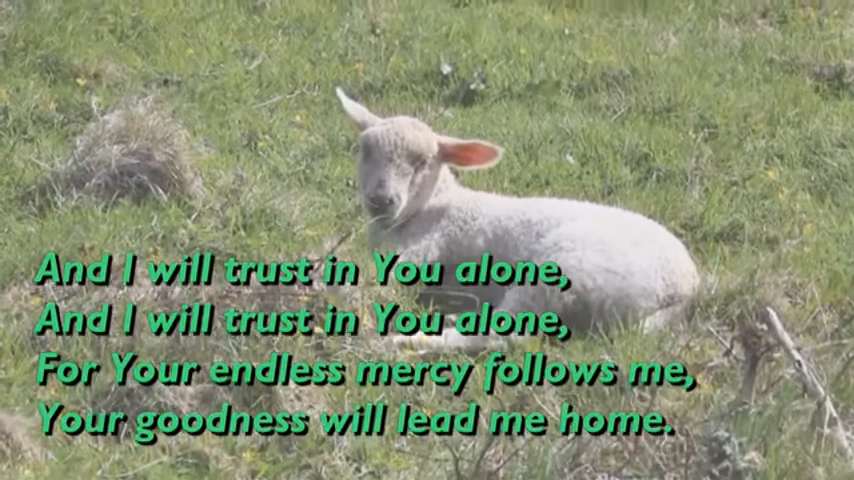 And I will trust in You alone,
And I will trust in You alone,
For Your endless mercy follows me,
Your goodness will lead me home.